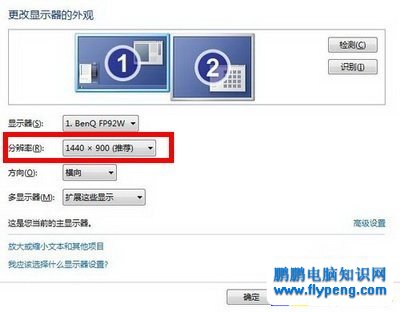 更改显示器的外观
1
2
检测(C)
识别(I)
显示器(S):
1. BenQ FP92W
分辨率(R):
1440 × 900 (推荐)
方向(O):
横向
多显示器(M):
扩展这些显示
这是您当前的主显示器。
高级设置
放大或缩小文本和其他项目
我应该选择什么显示器设置?
确定
鹏鹏电脑知识网
www.flypeng.com